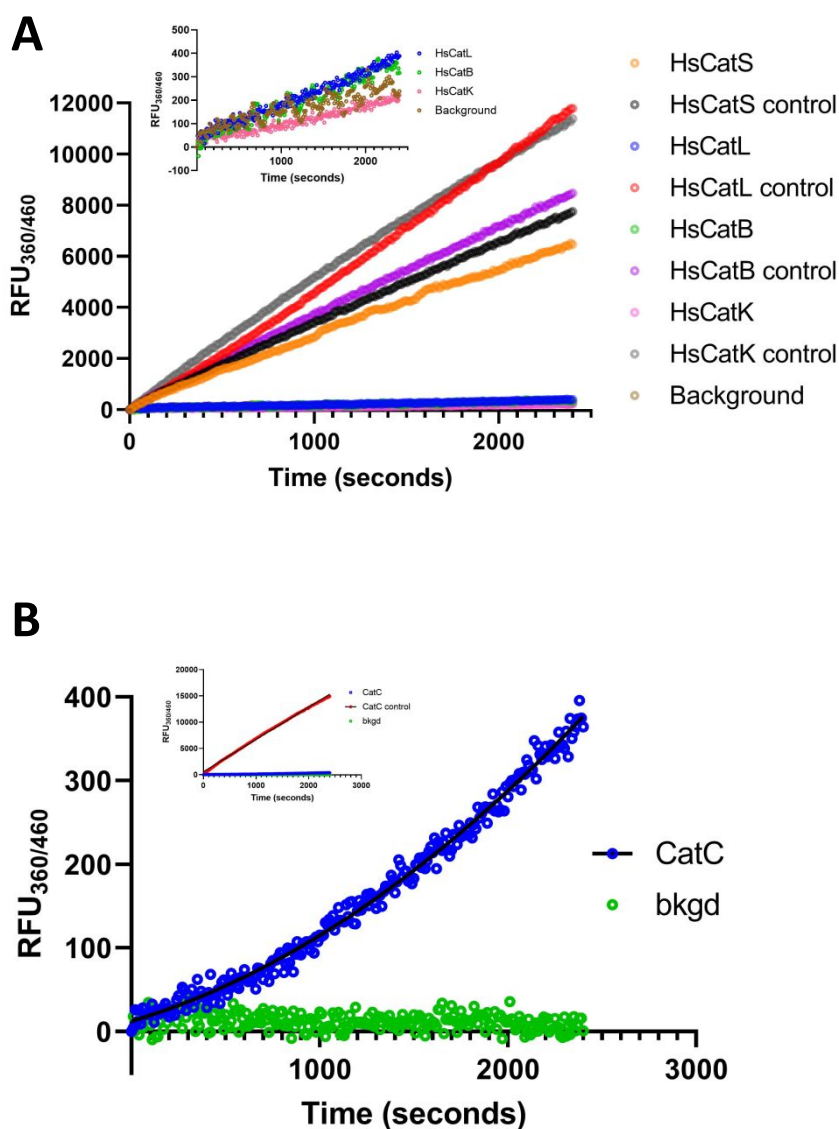 A
500
400
300
200
100
0
-100
RFU360/460
1000
2000
Time (seconds)
HsCatL
HsCatB
HsCatK
Background
12000
10000
8000
6000
4000
2000
0
RFU360/460
0
1000
2000
Time (seconds)
HsCatS
HsCatS control
HsCatL
HsCatL control
HsCatB
HsCatB control
HsCatK
HsCatK control
Background
B
20000
15000
10000
5000
0
RFU360/460
0
1000
2000
3000
Time (seconds)
CatC
CatC control
bkgd
400
300
200
100
0
RFU360/460
1000
2000
3000
Time (seconds)
CatC
bkgd